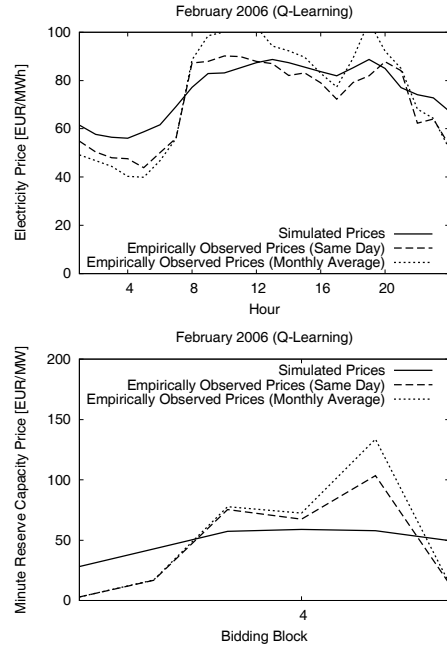 February 2006 (Q-Learning)
Electricity Price [EUR/MWh]
100
80
60
40
20
0
Simulated Prices
Empirically Observed Prices (Same Day)
Empirically Observed Prices (Monthly Average)
4
8
12
16
20
Hour
February 2006 (Q-Learning)
Minute Reserve Capacity Price [EUR/MW]
200
150
100
50
0
Simulated Prices
Empirically Observed Prices (Same Day)
Empirically Observed Prices (Monthly Average)
4
Bidding Block